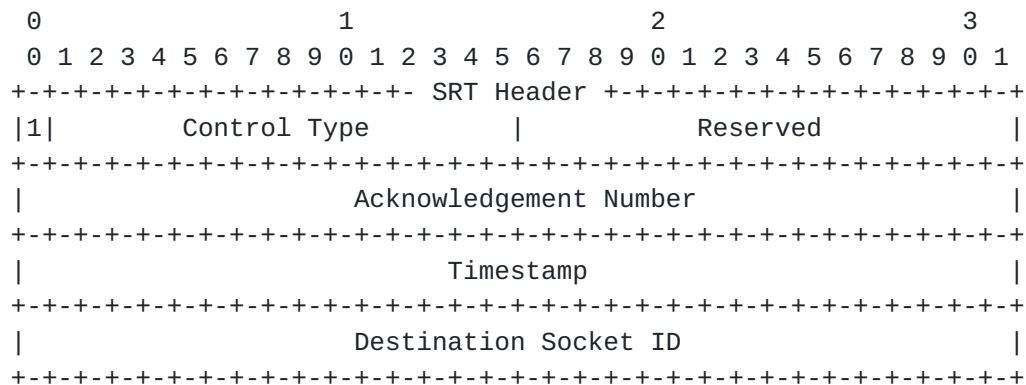 0                   1                   2                   3
 0 1 2 3 4 5 6 7 8 9 0 1 2 3 4 5 6 7 8 9 0 1 2 3 4 5 6 7 8 9 0 1
+-+-+-+-+-+-+-+-+-+-+-+-+- SRT Header +-+-+-+-+-+-+-+-+-+-+-+-+-+
|1|        Control Type         |           Reserved            |
+-+-+-+-+-+-+-+-+-+-+-+-+-+-+-+-+-+-+-+-+-+-+-+-+-+-+-+-+-+-+-+-+
|                     Acknowledgement Number                    |
+-+-+-+-+-+-+-+-+-+-+-+-+-+-+-+-+-+-+-+-+-+-+-+-+-+-+-+-+-+-+-+-+
|                           Timestamp                           |
+-+-+-+-+-+-+-+-+-+-+-+-+-+-+-+-+-+-+-+-+-+-+-+-+-+-+-+-+-+-+-+-+
|                     Destination Socket ID                     |
+-+-+-+-+-+-+-+-+-+-+-+-+-+-+-+-+-+-+-+-+-+-+-+-+-+-+-+-+-+-+-+-+